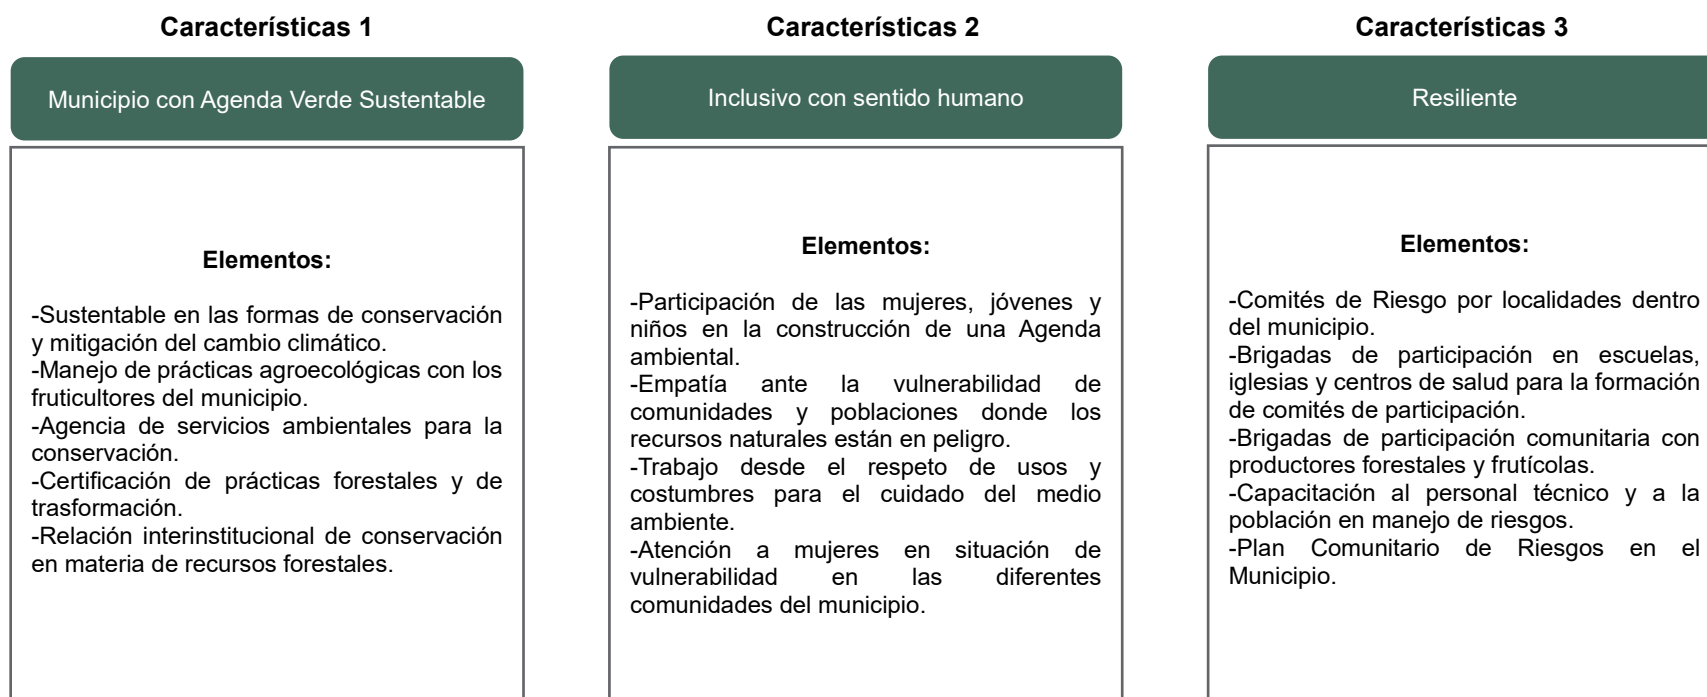 Características 1
Municipio con Agenda Verde Sustentable
Elementos:
-Sustentable en las formas de conservación
y mitigación del cambio climático.
-Manejo de prácticas agroecológicas con los
fruticultores del municipio.
-Agencia de servicios ambientales para la
conservación.
-Certificación de prácticas forestales y de
trasformación.
-Relación interinstitucional de conservación
en materia de recursos forestales.
Características 2
Inclusivo con sentido humano
Elementos:
-Participación de las mujeres, jóvenes y
niños en la construcción de una Agenda
ambiental.
-Empatía ante la vulnerabilidad de
comunidades y poblaciones donde los
recursos naturales están en peligro.
-Trabajo desde el respeto de usos y
costumbres para el cuidado del medio
ambiente.
-Atención a mujeres en situación de
vulnerabilidad en las diferentes
comunidades del municipio.
Características 3
Resiliente
Elementos:
-Comités de Riesgo por localidades dentro
del municipio.
-Brigadas de participación en escuelas,
iglesias y centros de salud para la formación
de comités de participación.
-Brigadas de participación comunitaria con
productores forestales y frutícolas.
-Capacitación al personal técnico y a la
población en manejo de riesgos.
-Plan Comunitario de Riesgos en el
Municipio.